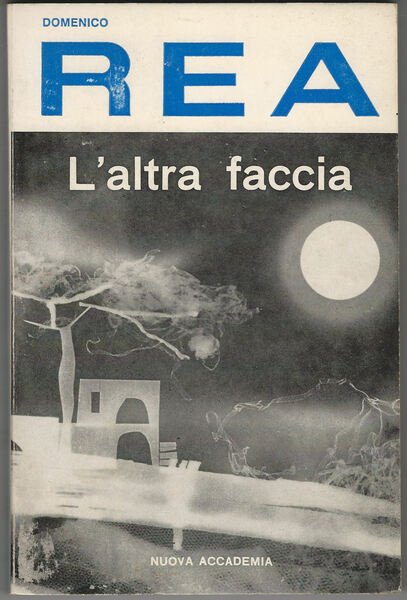 DOMENICO
REA
L'altra faccia
NUOVA ACCADEMIA